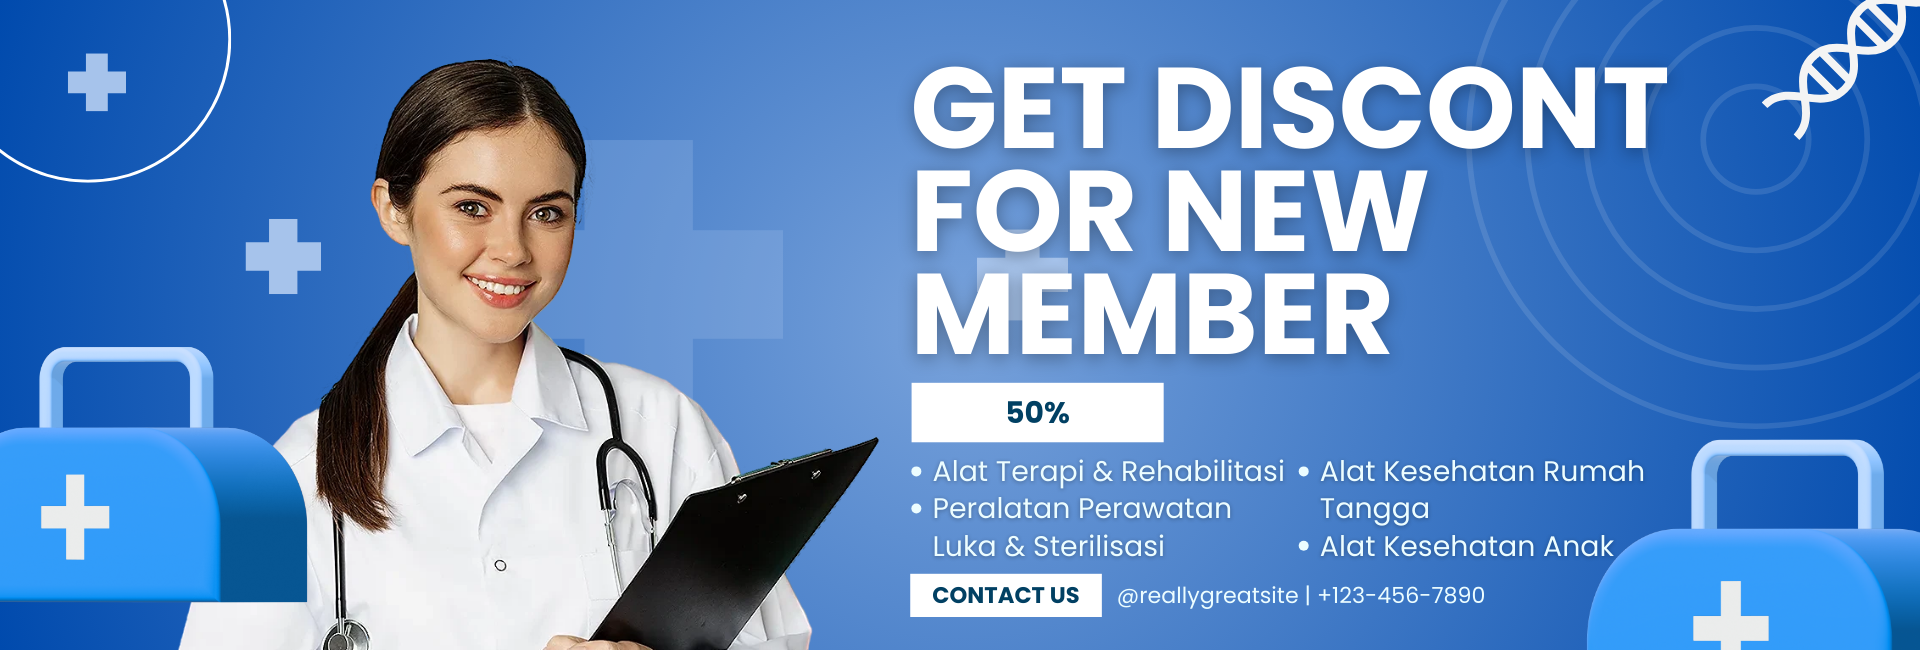 GET DISCONT
FOR NEW
MEMBER
50%
• Alat Terapi & Rehabilitasi
• Peralatan Perawatan
Luka & Sterilisasi
• Alat Kesehatan Rumah
Tangga
• Alat Kesehatan Anak
CONTACT US
@reallygreatsite | +123-456-7890